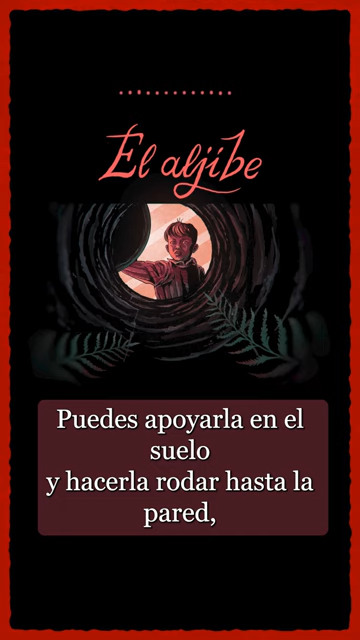 El aljibe
Puedes apoyarla en el
suelo
y hacerla rodar hasta la
pared,